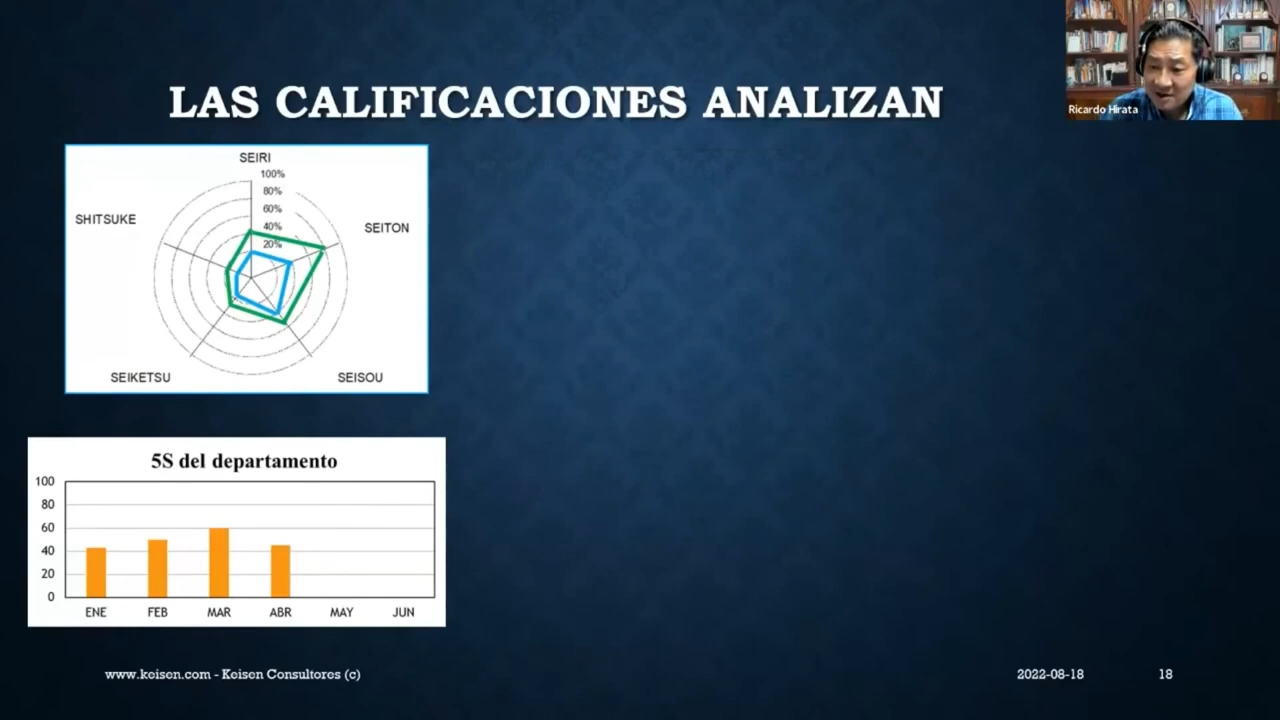 LAS CALIFICACIONES ANALIZAN
Ricardo Hirata
SEIRI
100%
80%
60%
40%
20%
SHITSUKE
SEITON
SEIKETSU
SEISOU
5S del departamento
100
80
60
40
20
0
ENE FEB MAR ABR MAY JUN
www.keisen.com - Keisen Consultores (c)
2022-08-18
18